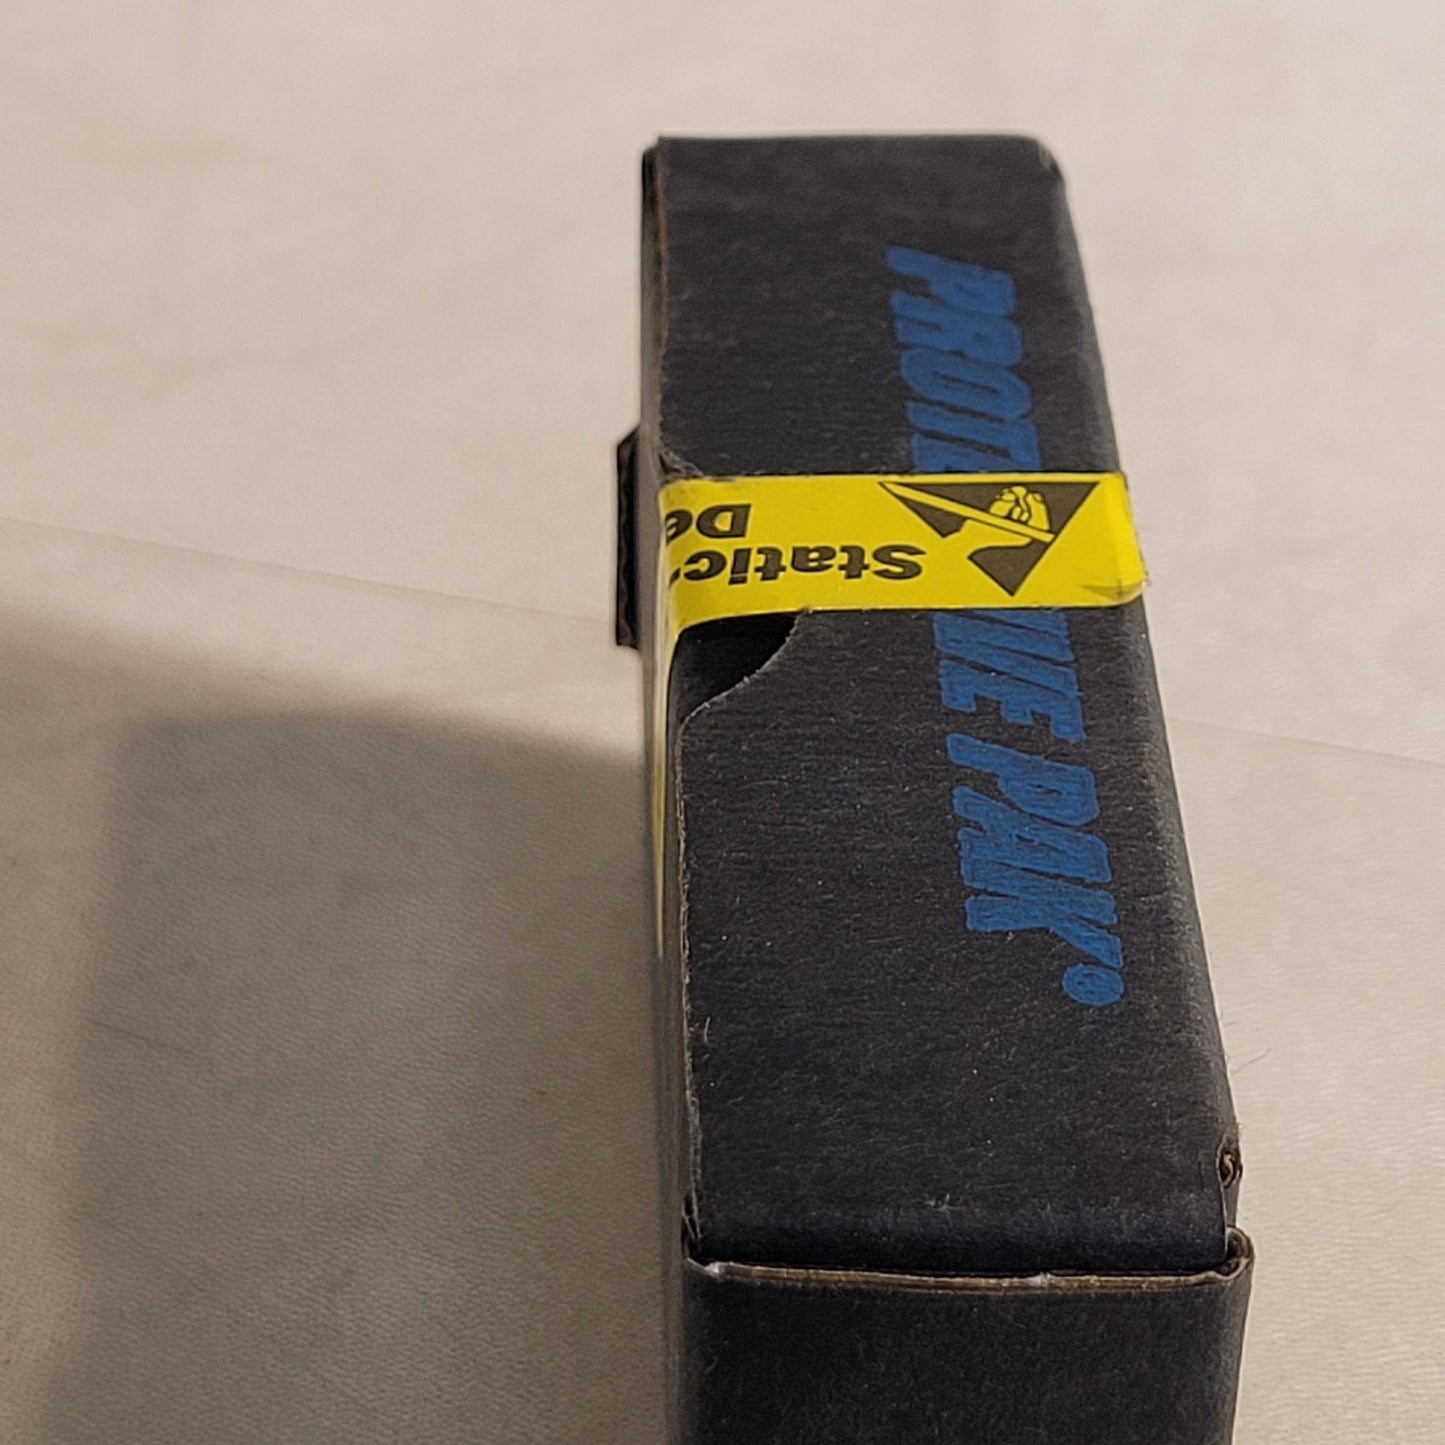 PROTE IVE PAK®
Static-
De